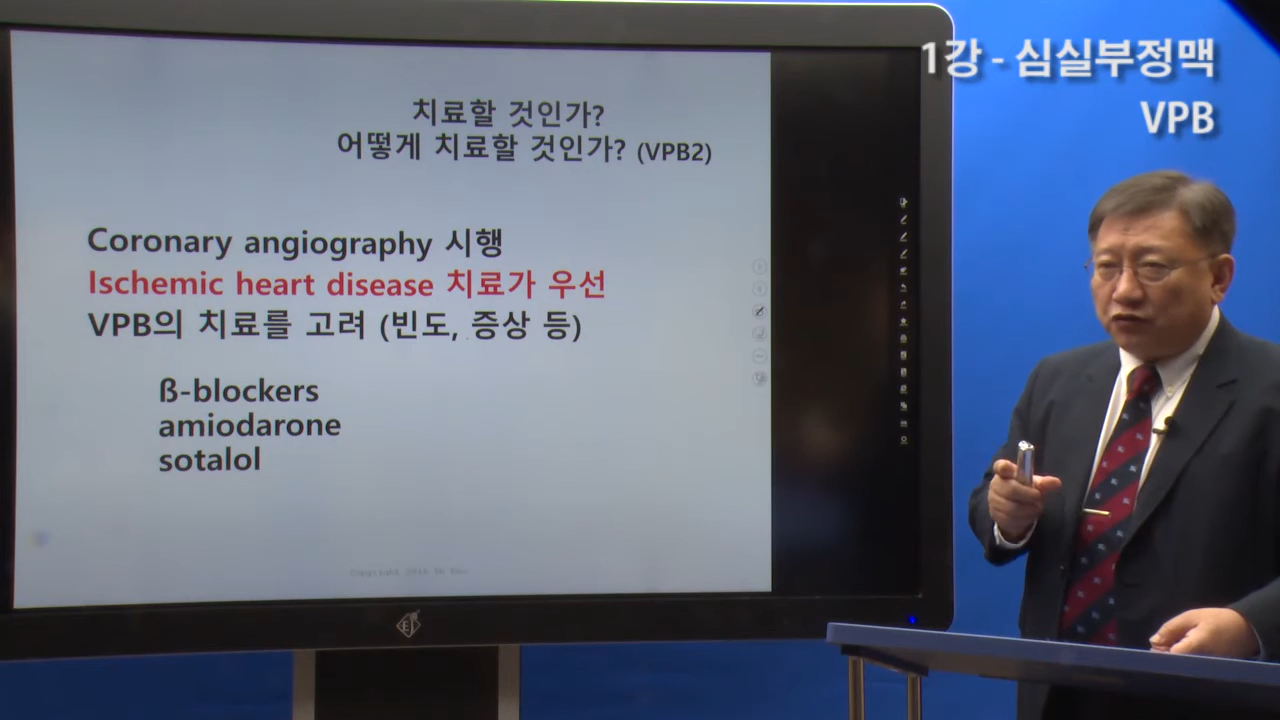 1강 - 심실부정맥
VPB
치료할 것인가?
어떻게 치료할 것인가? (VPB2)
Coronary angiography 시행
Ischemic heart disease 치료가 우선
VPB의 치료를 고려 (빈도, 증상 등)
ß-blockers
amiodarone
sotalol